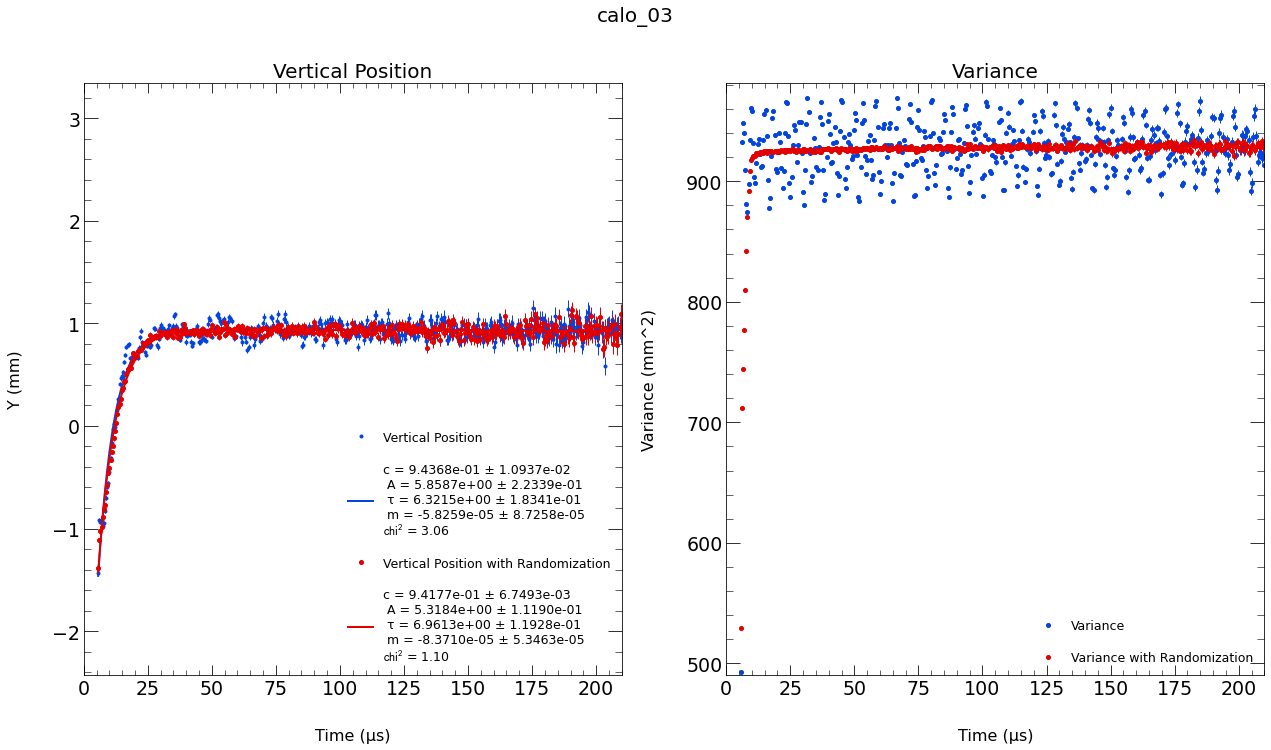 calo_03
Vertical Position
Y (mm)
3
2
1
0
−1
−2
0 25 50 75 100 125 150 175 200
Time (μs)
Vertical Position
c = 9.4368e-01 ± 1.0937e-02
A = 5.8587e+00 ± 2.2339e-01
τ = 6.3215e+00 ± 1.8341e-01
m = -5.8259e-05 ± 8.7258e-05
chi² = 3.06
Vertical Position with Randomization
c = 9.4177e-01 ± 6.7493e-03
A = 5.3184e+00 ± 1.1190e-01
τ = 6.9613e+00 ± 1.1928e-01
m = -8.3710e-05 ± 5.3463e-05
chi² = 1.10
Variance
Variance (mm^2)
900
800
700
600
500
0 25 50 75 100 125 150 175 200
Time (μs)
Variance
Variance with Randomization